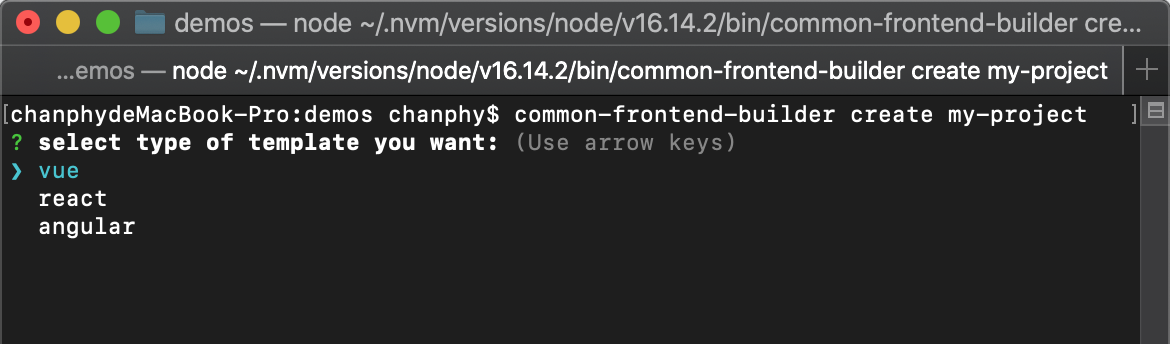 demos — node ~/.nvm/versions/node/v16.14.2/bin/common-frontend-builder cre...
...emos — node ~/.nvm/versions/node/v16.14.2/bin/common-frontend-builder create my-project
[chanphydeMacBook-Pro:demos chanphy$ common-frontend-builder create my-project ]
? select type of template you want: (Use arrow keys)
❯ vue
react
angular